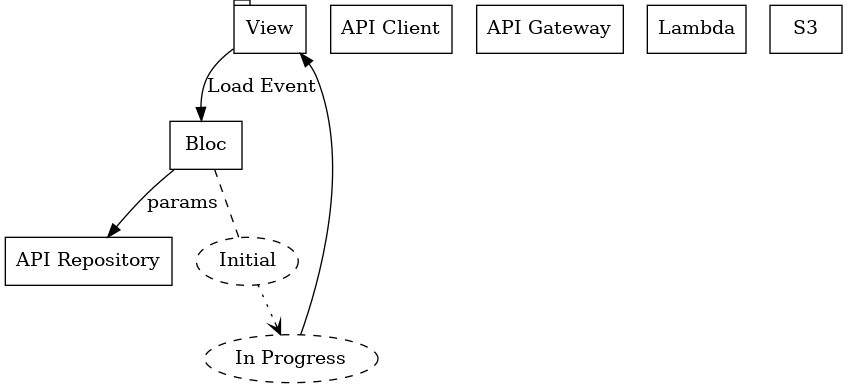 View
API Client
API Gateway
Lambda
S3
Load Event
Bloc
params
API Repository
Initial
In Progress